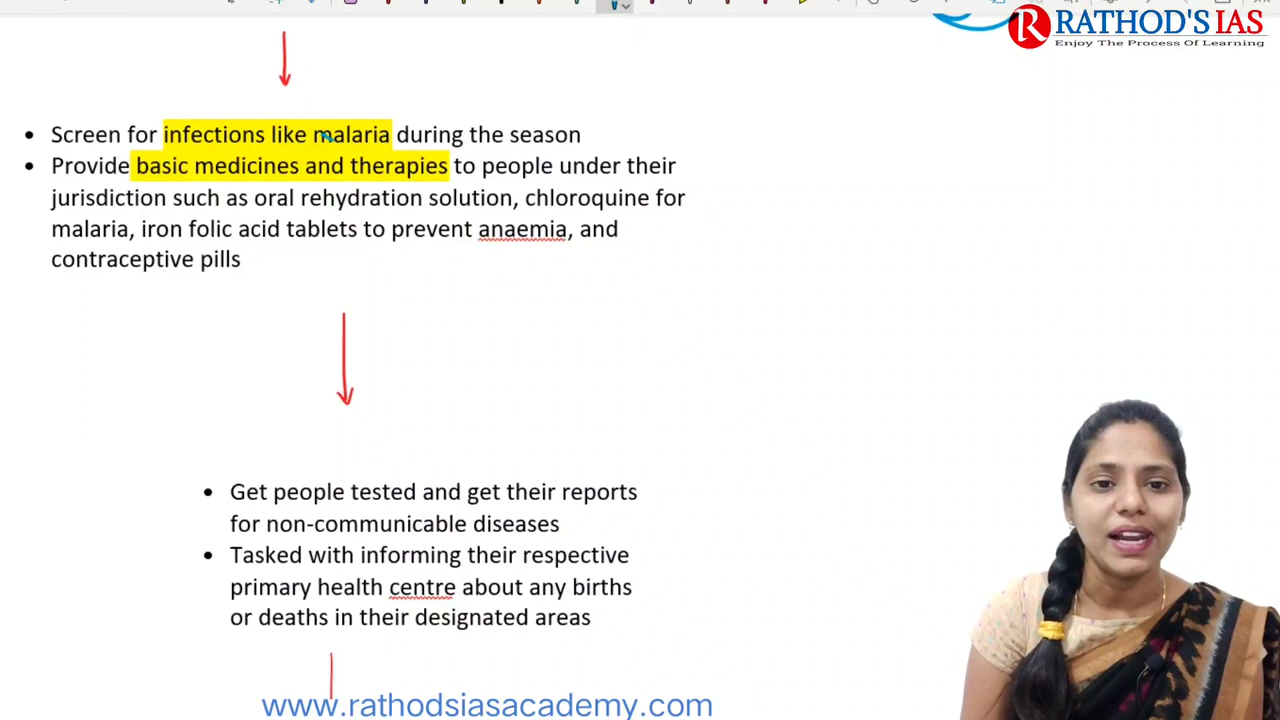 RATHOD'S IAS
Enjoy The Process Of Learning
• Screen for infections like malaria during the season
• Provide basic medicines and therapies to people under their
jurisdiction such as oral rehydration solution, chloroquine for
malaria, iron folic acid tablets to prevent anaemia, and
contraceptive pills
• Get people tested and get their reports
for non-communicable diseases
• Tasked with informing their respective
primary health centre about any births
or deaths in their designated areas
www.rathodsiasacademy.com